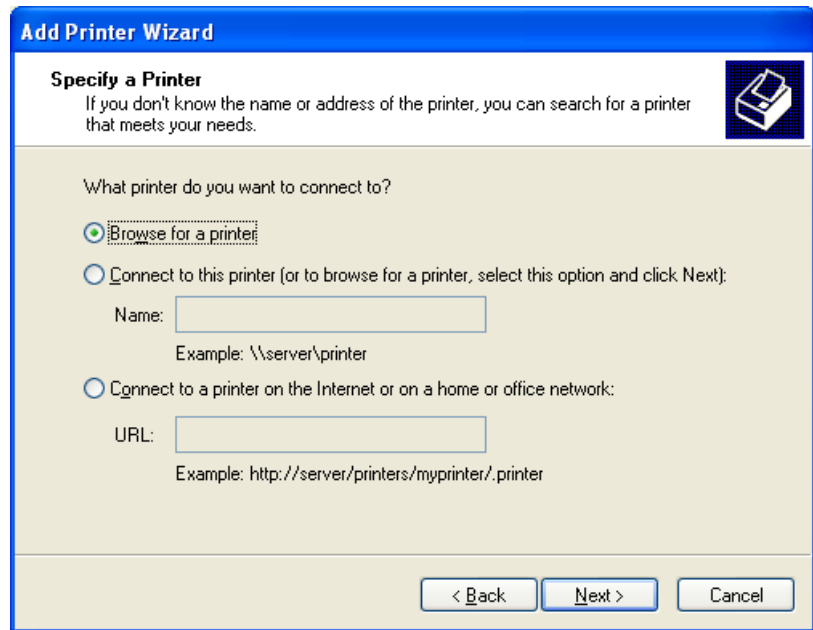 Add Printer Wizard
Specify a Printer
If you don't know the name or address of the printer, you can search for a printer
that meets your needs.
What printer do you want to connect to?
Browse for a printer
Connect to this printer (or to browse for a printer, select this option and click Next):
Name:
Example: \\server\printer
Connect to a printer on the Internet or on a home or office network:
URL:
Example: http://server/printers/myprinter/.printer
< Back Next > Cancel